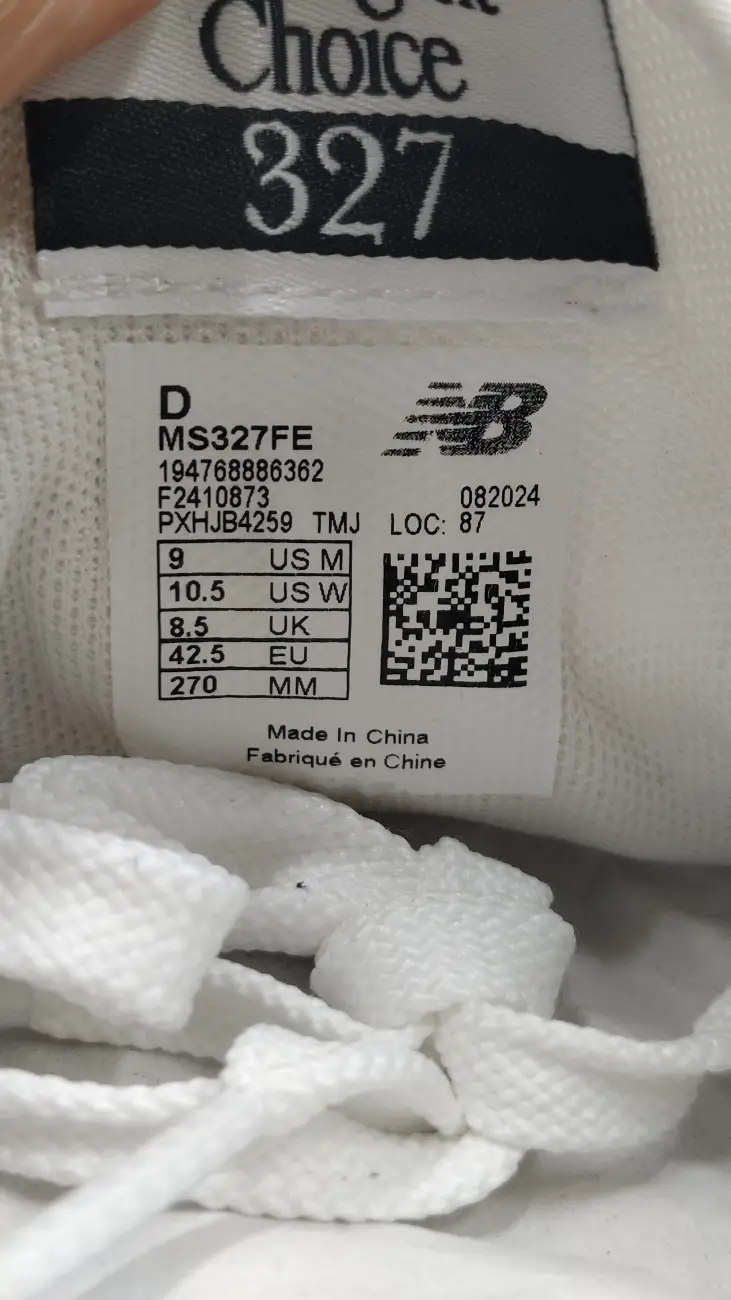 Choice
327
D
MS327FE
NB
194768886362
F2410873 082024
PXHJB4259 TMJ LOC: 87
9 US M
10.5 US W
8.5 UK
42.5 EU
270 MM
Made In China
Fabriqué en Chine